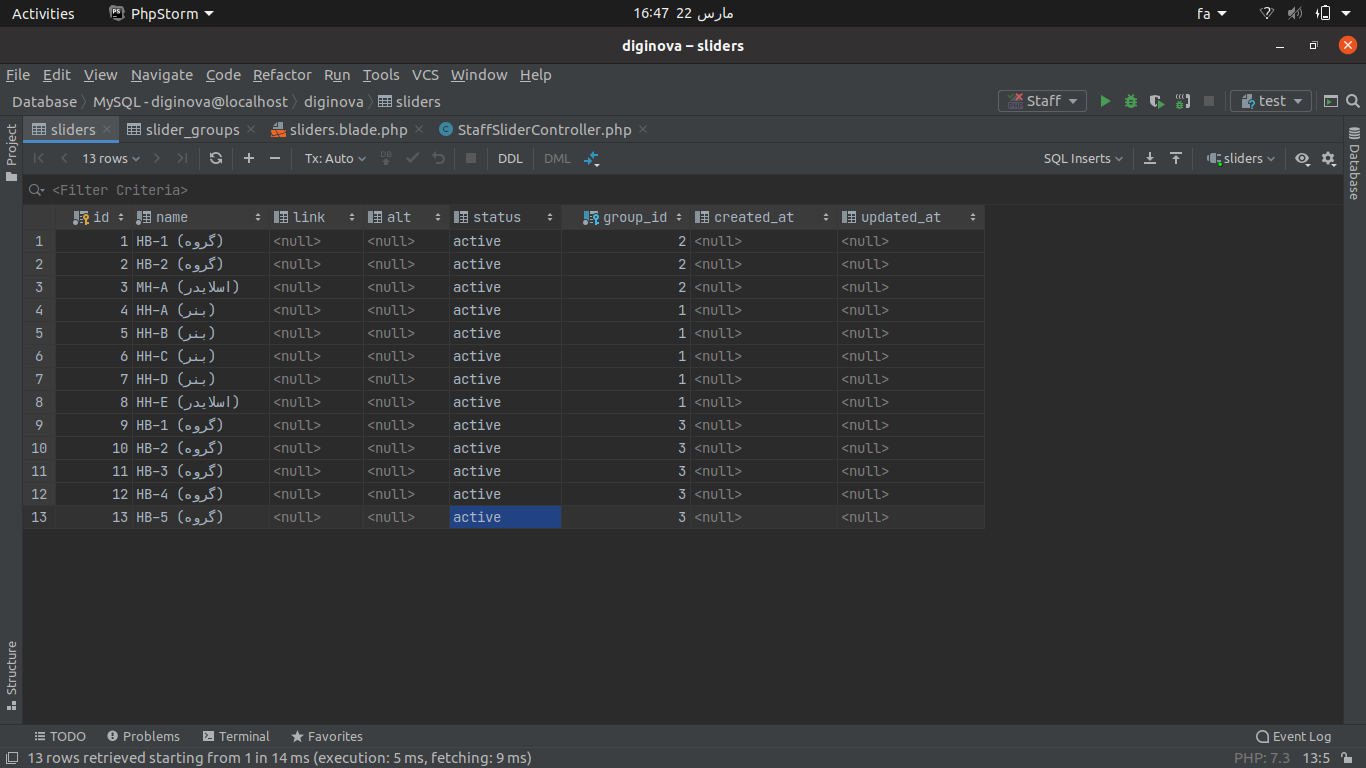 Activities PhpStorm 16:47 22 مارس fa
diginova – sliders
File Edit View Navigate Code Refactor Run Tools VCS Window Help
Database MySQL - diginova@localhost diginova sliders Staff test
sliders slider_groups sliders.blade.php StaffSliderController.php
Project
Database
13 rows Tx: Auto DB DDL DML SQL Inserts sliders
<Filter Criteria>
id name link alt status group_id created_at updated_at
1 1 HB-1 (گروه) <null> <null> active 2 <null> <null>
2 2 HB-2 (گروه) <null> <null> active 2 <null> <null>
3 3 MH-A (اسلایدر) <null> <null> active 2 <null> <null>
4 4 HH-A (بنر) <null> <null> active 1 <null> <null>
5 5 HH-B (بنر) <null> <null> active 1 <null> <null>
6 6 HH-C (بنر) <null> <null> active 1 <null> <null>
7 7 HH-D (بنر) <null> <null> active 1 <null> <null>
8 8 HH-E (اسلایدر) <null> <null> active 1 <null> <null>
9 9 HB-1 (گروه) <null> <null> active 3 <null> <null>
10 10 HB-2 (گروه) <null> <null> active 3 <null> <null>
11 11 HB-3 (گروه) <null> <null> active 3 <null> <null>
12 12 HB-4 (گروه) <null> <null> active 3 <null> <null>
13 13 HB-5 (گروه) <null> <null> active 3 <null> <null>
Structure
TODO Problems Terminal Favorites Event Log
13 rows retrieved starting from 1 in 14 ms (execution: 5 ms, fetching: 9 ms) PHP: 7.3 13:5